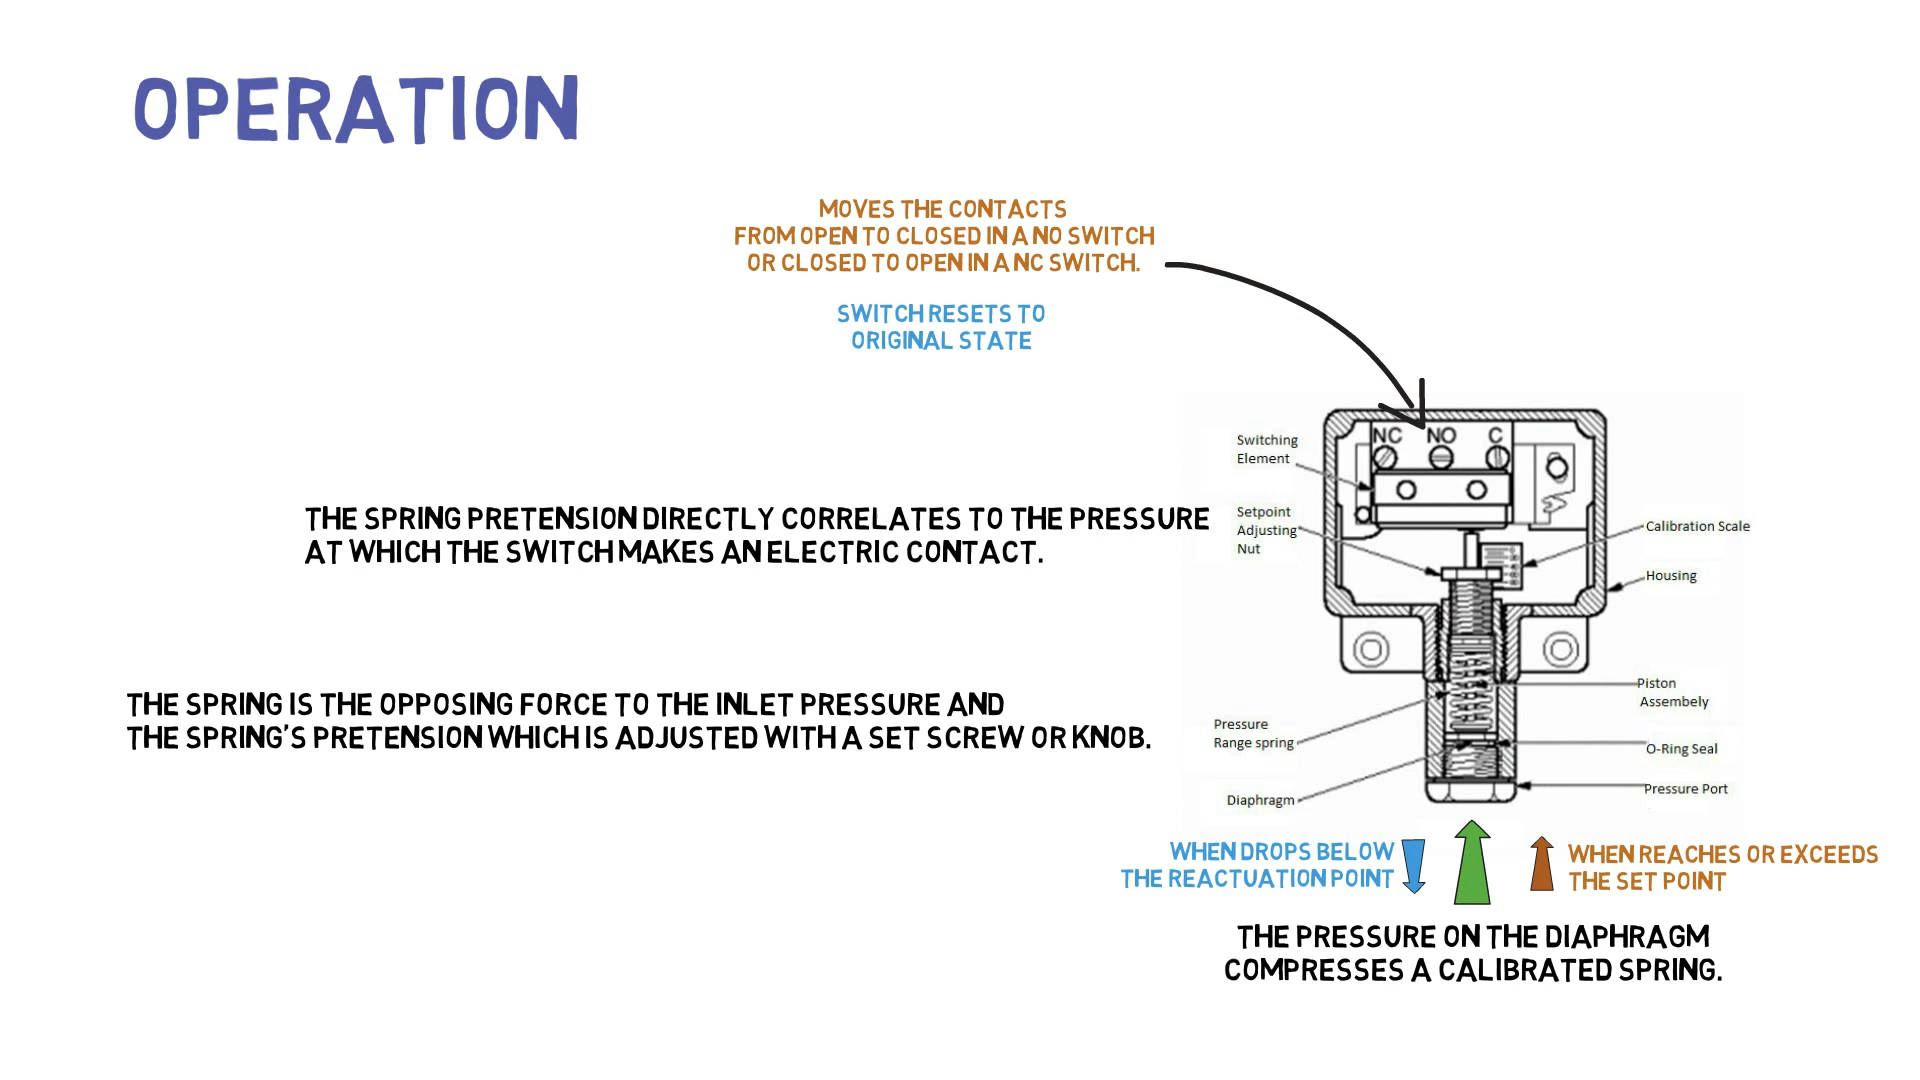 OPERATION
MOVES THE CONTACTS
FROM OPEN TO CLOSED IN A NO SWITCH
OR CLOSED TO OPEN IN A NC SWITCH.
SWITCH RESETS TO
ORIGINAL STATE
NC NO C
Switching
Element
Setpoint
Adjusting
Nut
Calibration Scale
Housing
THE SPRING PRETENSION DIRECTLY CORRELATES TO THE PRESSURE
AT WHICH THE SWITCH MAKES AN ELECTRIC CONTACT.
THE SPRING IS THE OPPOSING FORCE TO THE INLET PRESSURE AND
THE SPRING'S PRETENSION WHICH IS ADJUSTED WITH A SET SCREW OR KNOB.
Piston
Assembely
Pressure
Range spring
O-Ring Seal
Diaphragm
Pressure Port
WHEN DROPS BELOW
THE REACTUATION POINT
WHEN REACHES OR EXCEEDS
THE SET POINT
THE PRESSURE ON THE DIAPHRAGM
COMPRESSES A CALIBRATED SPRING.